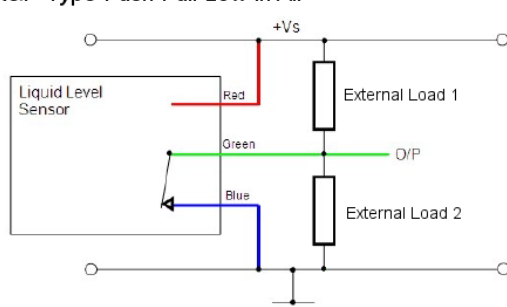 +Vs
Liquid Level
Sensor
Red
External Load 1
Green
O/P
Blue
External Load 2